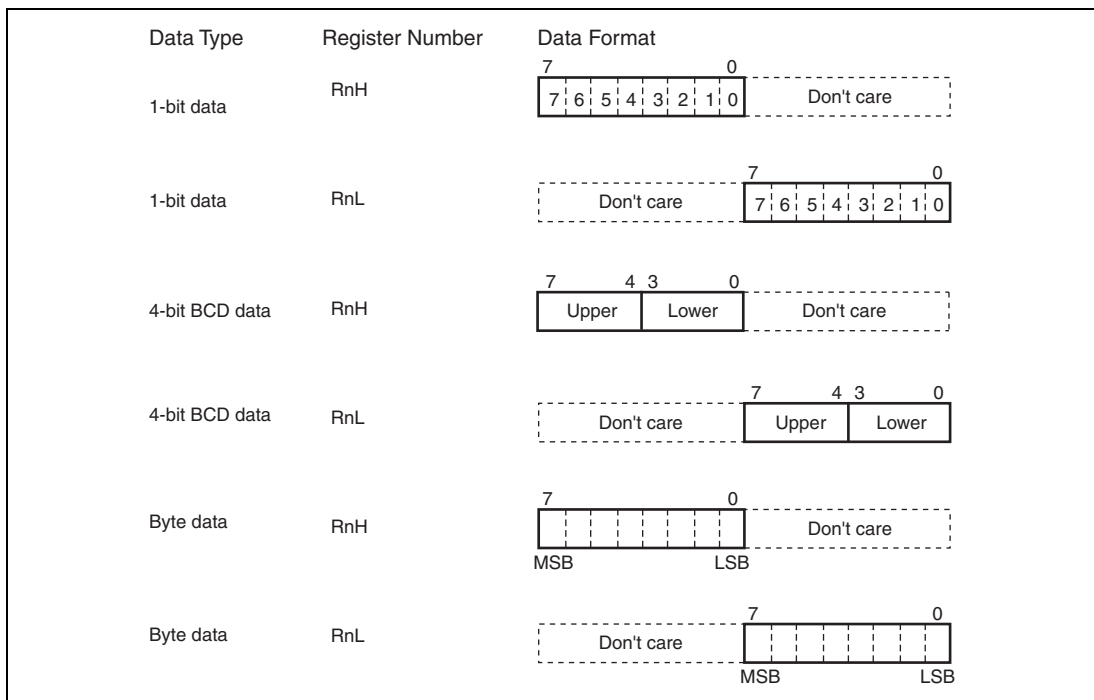 Data Type Register Number Data Format
7 0
1-bit data RnH 7 6 5 4 3 2 1 0 Don't care
7 0
1-bit data RnL Don't care 7 6 5 4 3 2 1 0
7 4 3 0
4-bit BCD data RnH Upper Lower Don't care
7 4 3 0
4-bit BCD data RnL Don't care Upper Lower
7 0
Byte data RnH Don't care
MSB LSB
7 0
Byte data RnL Don't care
MSB LSB